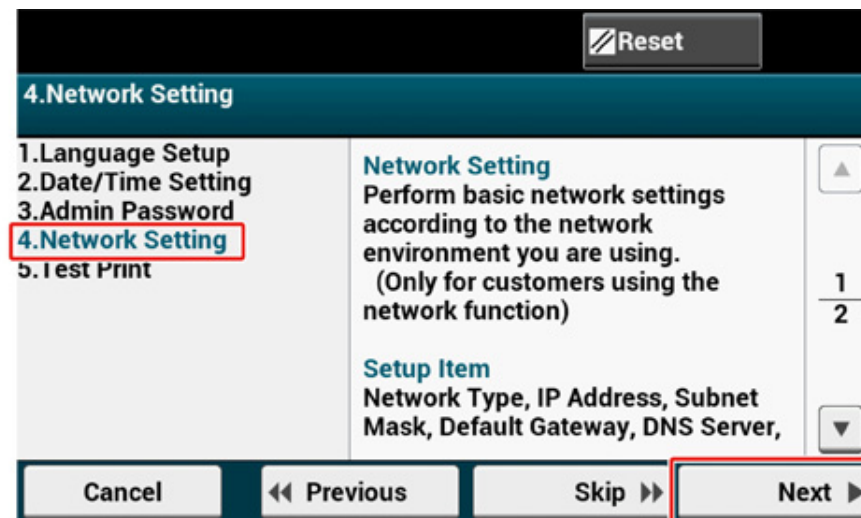 Reset
4.Network Setting
1.Language Setup
2.Date/Time Setting
3.Admin Password
4.Network Setting
5.Test Print
Network Setting
Perform basic network settings
according to the network
environment you are using.
(Only for customers using the
network function)
Setup Item
Network Type, IP Address, Subnet
Mask, Default Gateway, DNS Server,
1
2
Cancel
Previous
Skip
Next